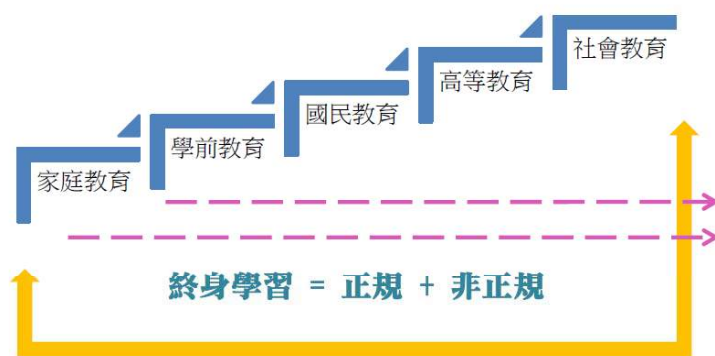 家庭教育
學前教育
國民教育
高等教育
社會教育
終身學習 = 正規 + 非正規